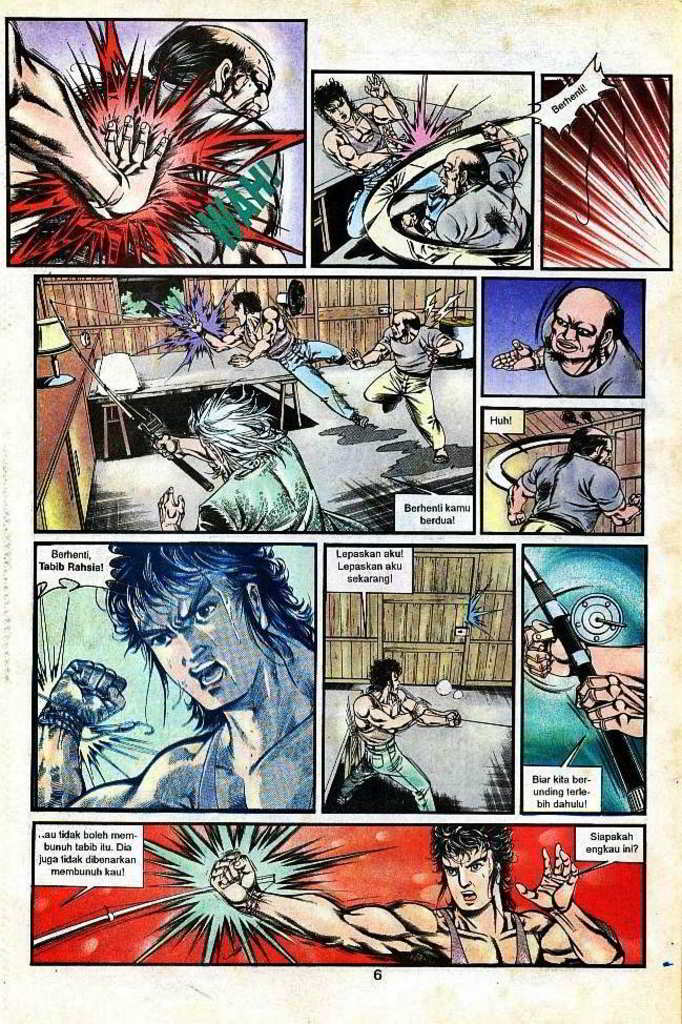 WAH!
Berhenti!
Berhenti kamu
berdua!
Huh!
Berhenti,
Tabib Rahsia!
Lepaskan aku!
Lepaskan aku
sekarang!
Biar kita ber-
unding terle-
bih dahulu!
..au tidak boleh mem-
bunuh tabib itu. Dia
juga tidak dibenarkan
membunuh kau!
Siapakah
engkau ini?
6